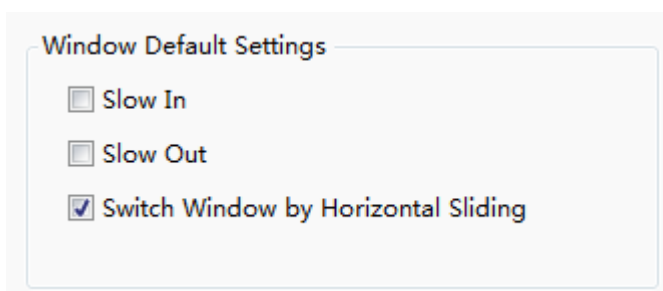 Window Default Settings
Slow In
Slow Out
Switch Window by Horizontal Sliding